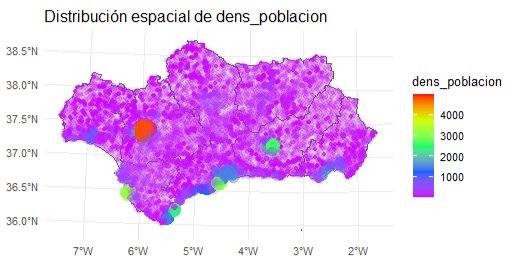 Distribución espacial de dens_poblacion
38.5°N
38.0°N
37.5°N
37.0°N
36.5°N
36.0°N
7°W 6°W 5°W 4°W 3°W 2°W
dens_poblacion
4000
3000
2000
1000